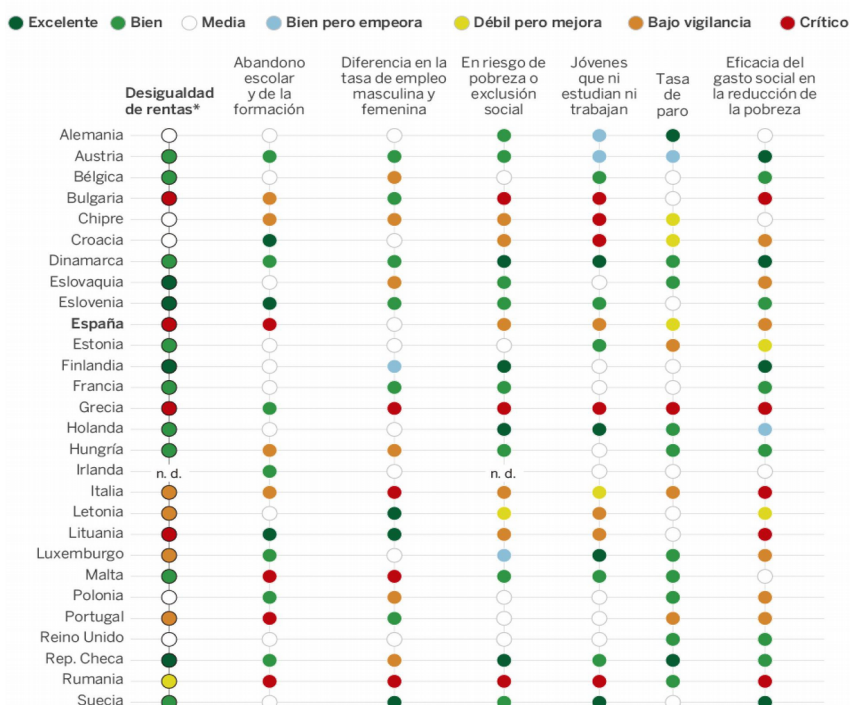 Excelente Bien Media Bien pero empeora Débil pero mejora Bajo vigilancia Crítico
Desigualdad
de rentas*
Abandono
escolar
y de la
formación
Diferencia en la
tasa de empleo
masculina y
femenina
En riesgo de
pobreza o
exclusión
social
Jóvenes
que ni
estudian ni
trabajan
Tasa
de
paro
Eficacia del
gasto social en
la reducción de
la pobreza
Alemania
Austria
Bélgica
Bulgaria
Chipre
Croacia
Dinamarca
Eslovaquia
Eslovenia
España
Estonia
Finlandia
Francia
Grecia
Holanda
Hungría
Irlanda n. d. n. d.
Italia
Letonia
Lituania
Luxemburgo
Malta
Polonia
Portugal
Reino Unido
Rep. Checa
Rumania
Suecia